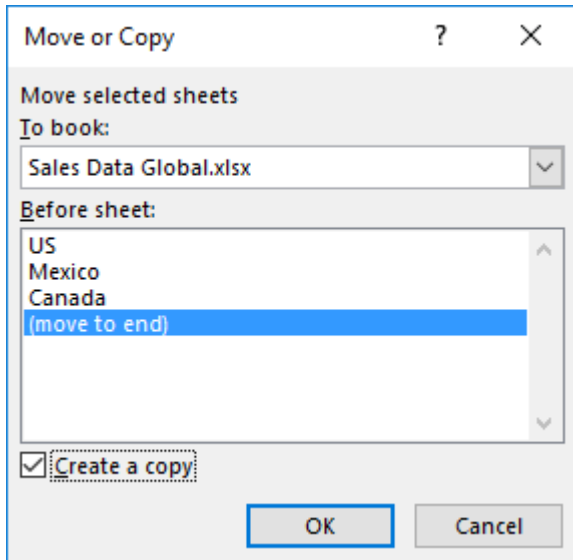 Move or Copy ?
Move selected sheets
To book:
Sales Data Global.xlsx
Before sheet:
US
Mexico
Canada
(move to end)
Create a copy
OK Cancel